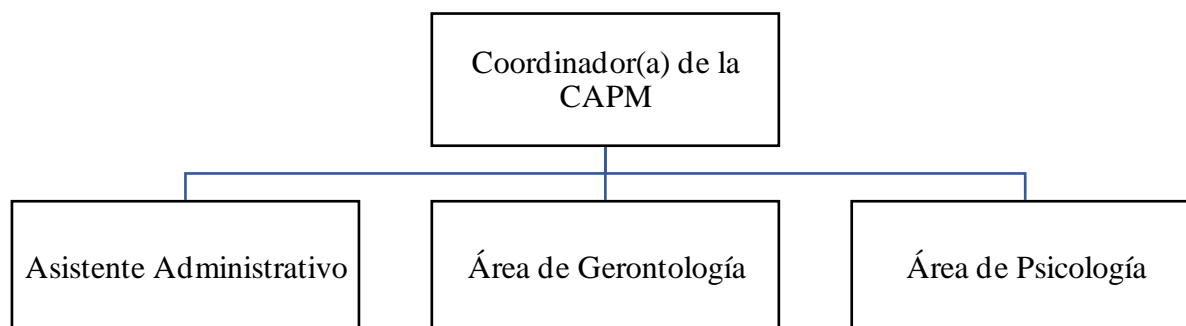 Coordinador(a) de la
CAPM
Asistente Administrativo
Área de Gerontología
Área de Psicología